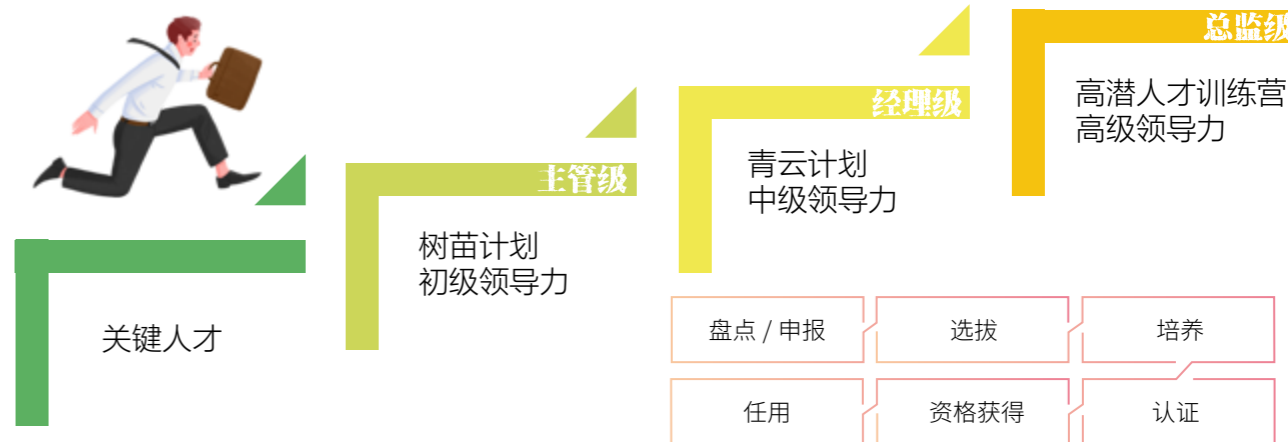 关键人才
主管级
树苗计划
初级领导力
经理级
青云计划
中级领导力
总监级
高潜人才训练营
高级领导力
盘点 / 申报
选拔
培养
任用
资格获得
认证